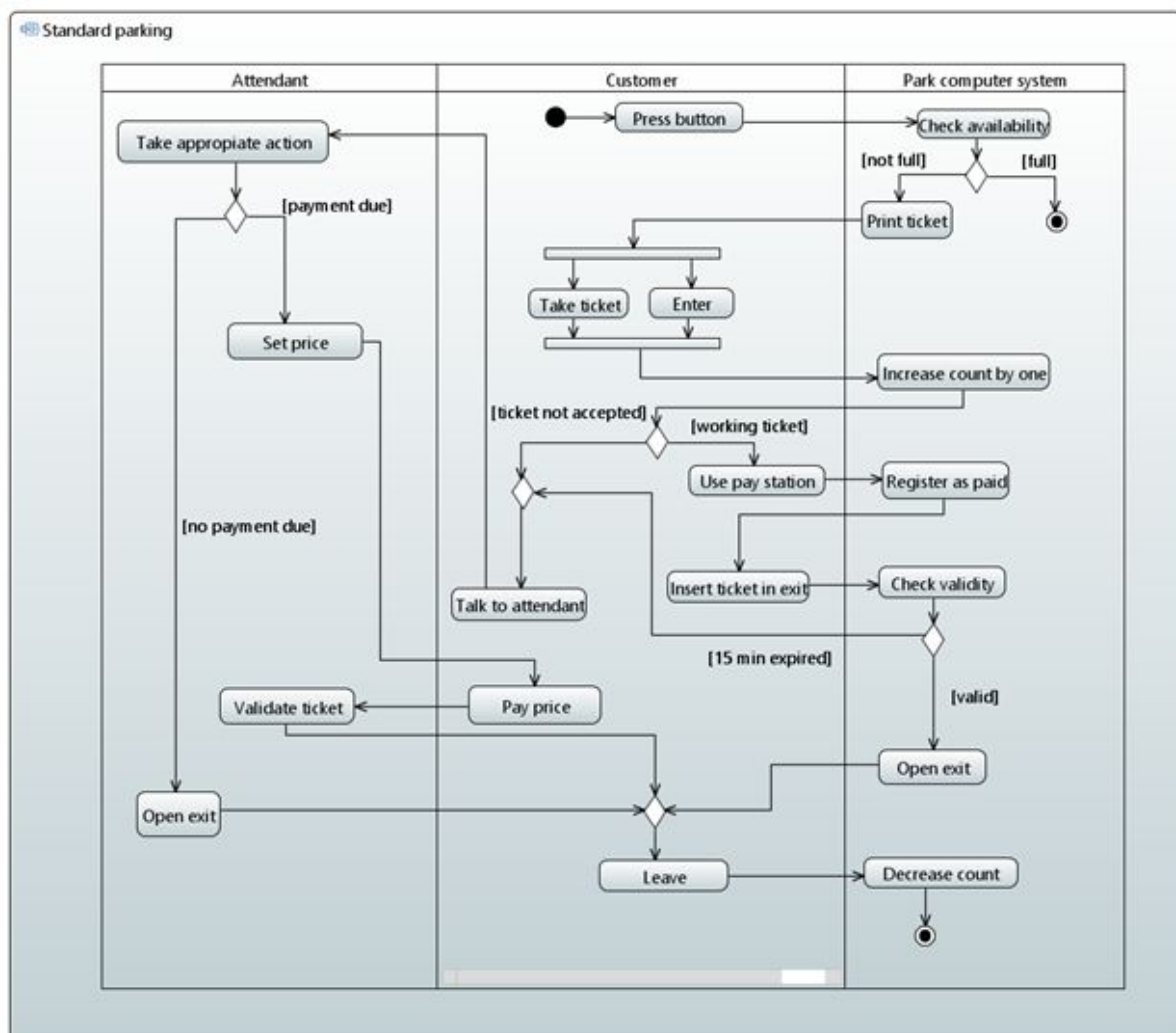 Standard parking
Attendant
Customer
Park computer system
Press button
Check availability
Take appropiate action
[not full]
[full]
[payment due]
Print ticket
Take ticket
Enter
Set price
Increase count by one
[ticket not accepted]
[working ticket]
Use pay station
Register as paid
[no payment due]
Insert ticket in exit
Check validity
Talk to attendant
[15 min expired]
[valid]
Validate ticket
Pay price
Open exit
Open exit
Leave
Decrease count